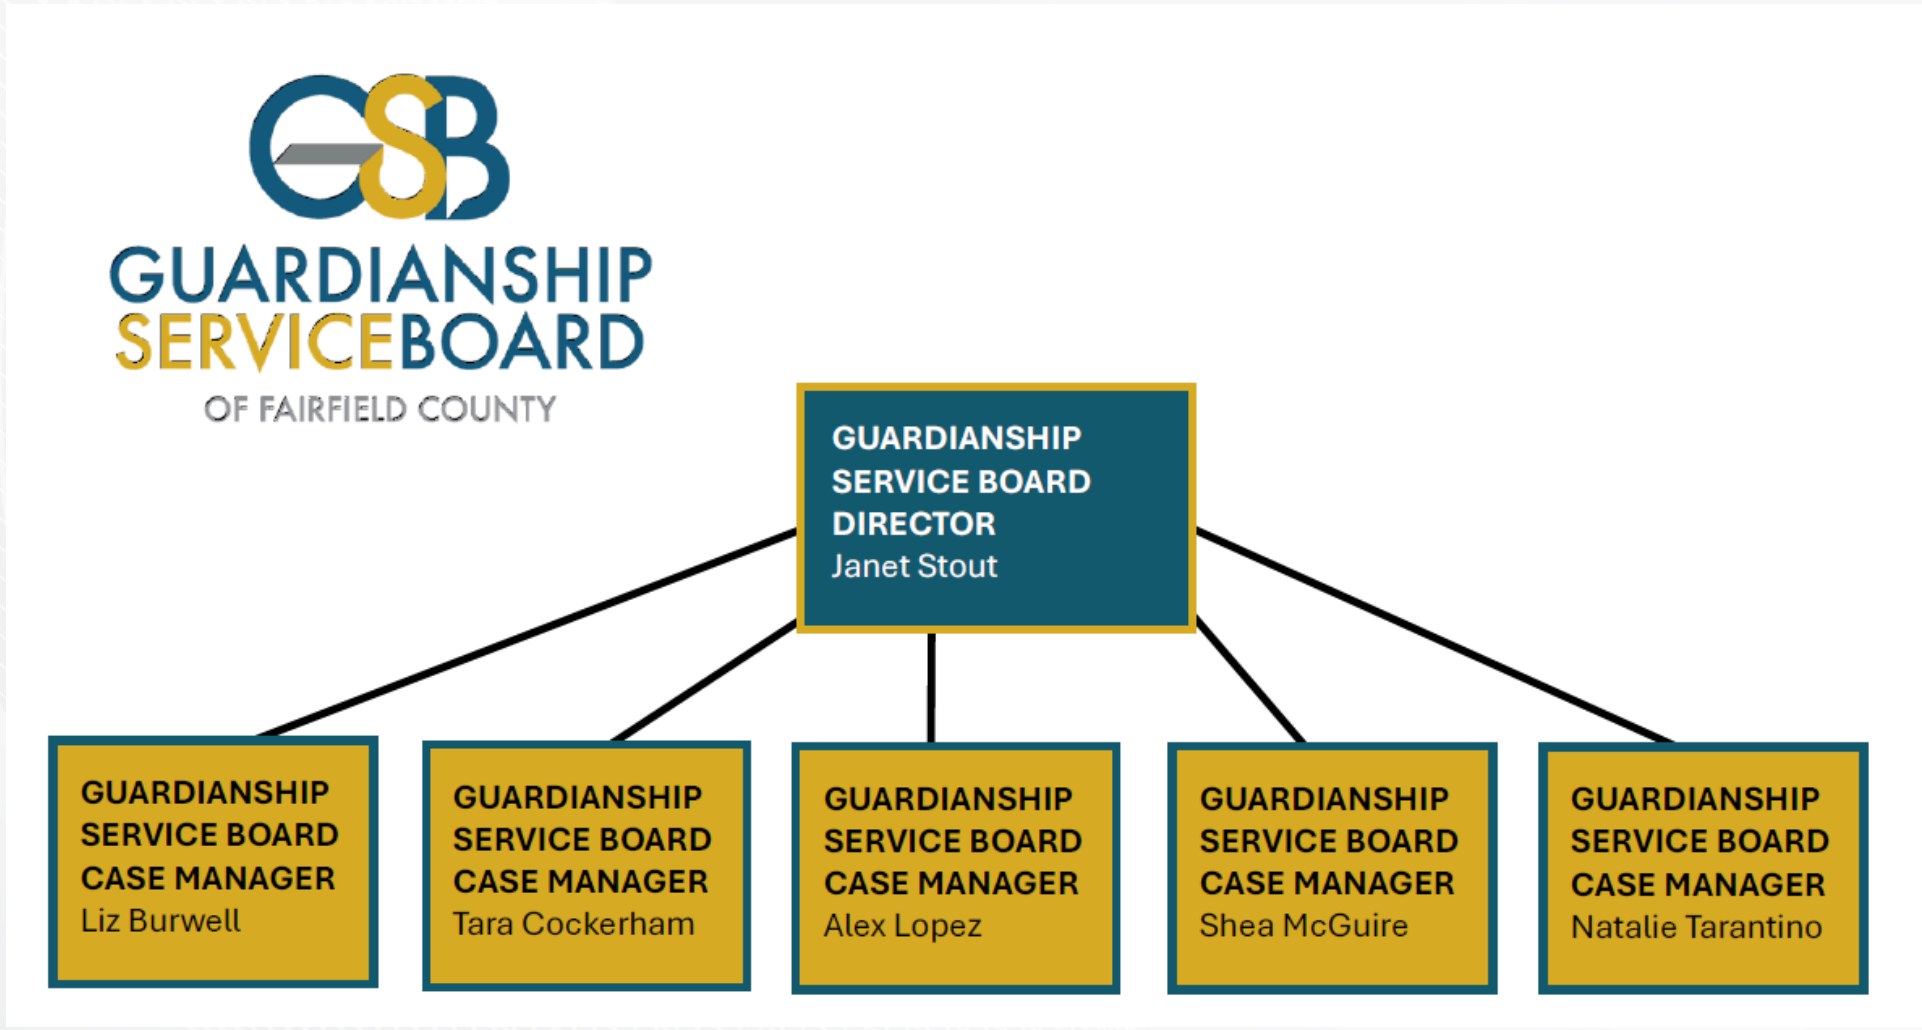 GSB
GUARDIANSHIP
SERVICEBOARD
OF FAIRFIELD COUNTY
GUARDIANSHIP
SERVICE BOARD
DIRECTOR
Janet Stout
GUARDIANSHIP
SERVICE BOARD
CASE MANAGER
Liz Burwell
GUARDIANSHIP
SERVICE BOARD
CASE MANAGER
Tara Cockerham
GUARDIANSHIP
SERVICE BOARD
CASE MANAGER
Alex Lopez
GUARDIANSHIP
SERVICE BOARD
CASE MANAGER
Shea McGuire
GUARDIANSHIP
SERVICE BOARD
CASE MANAGER
Natalie Tarantino